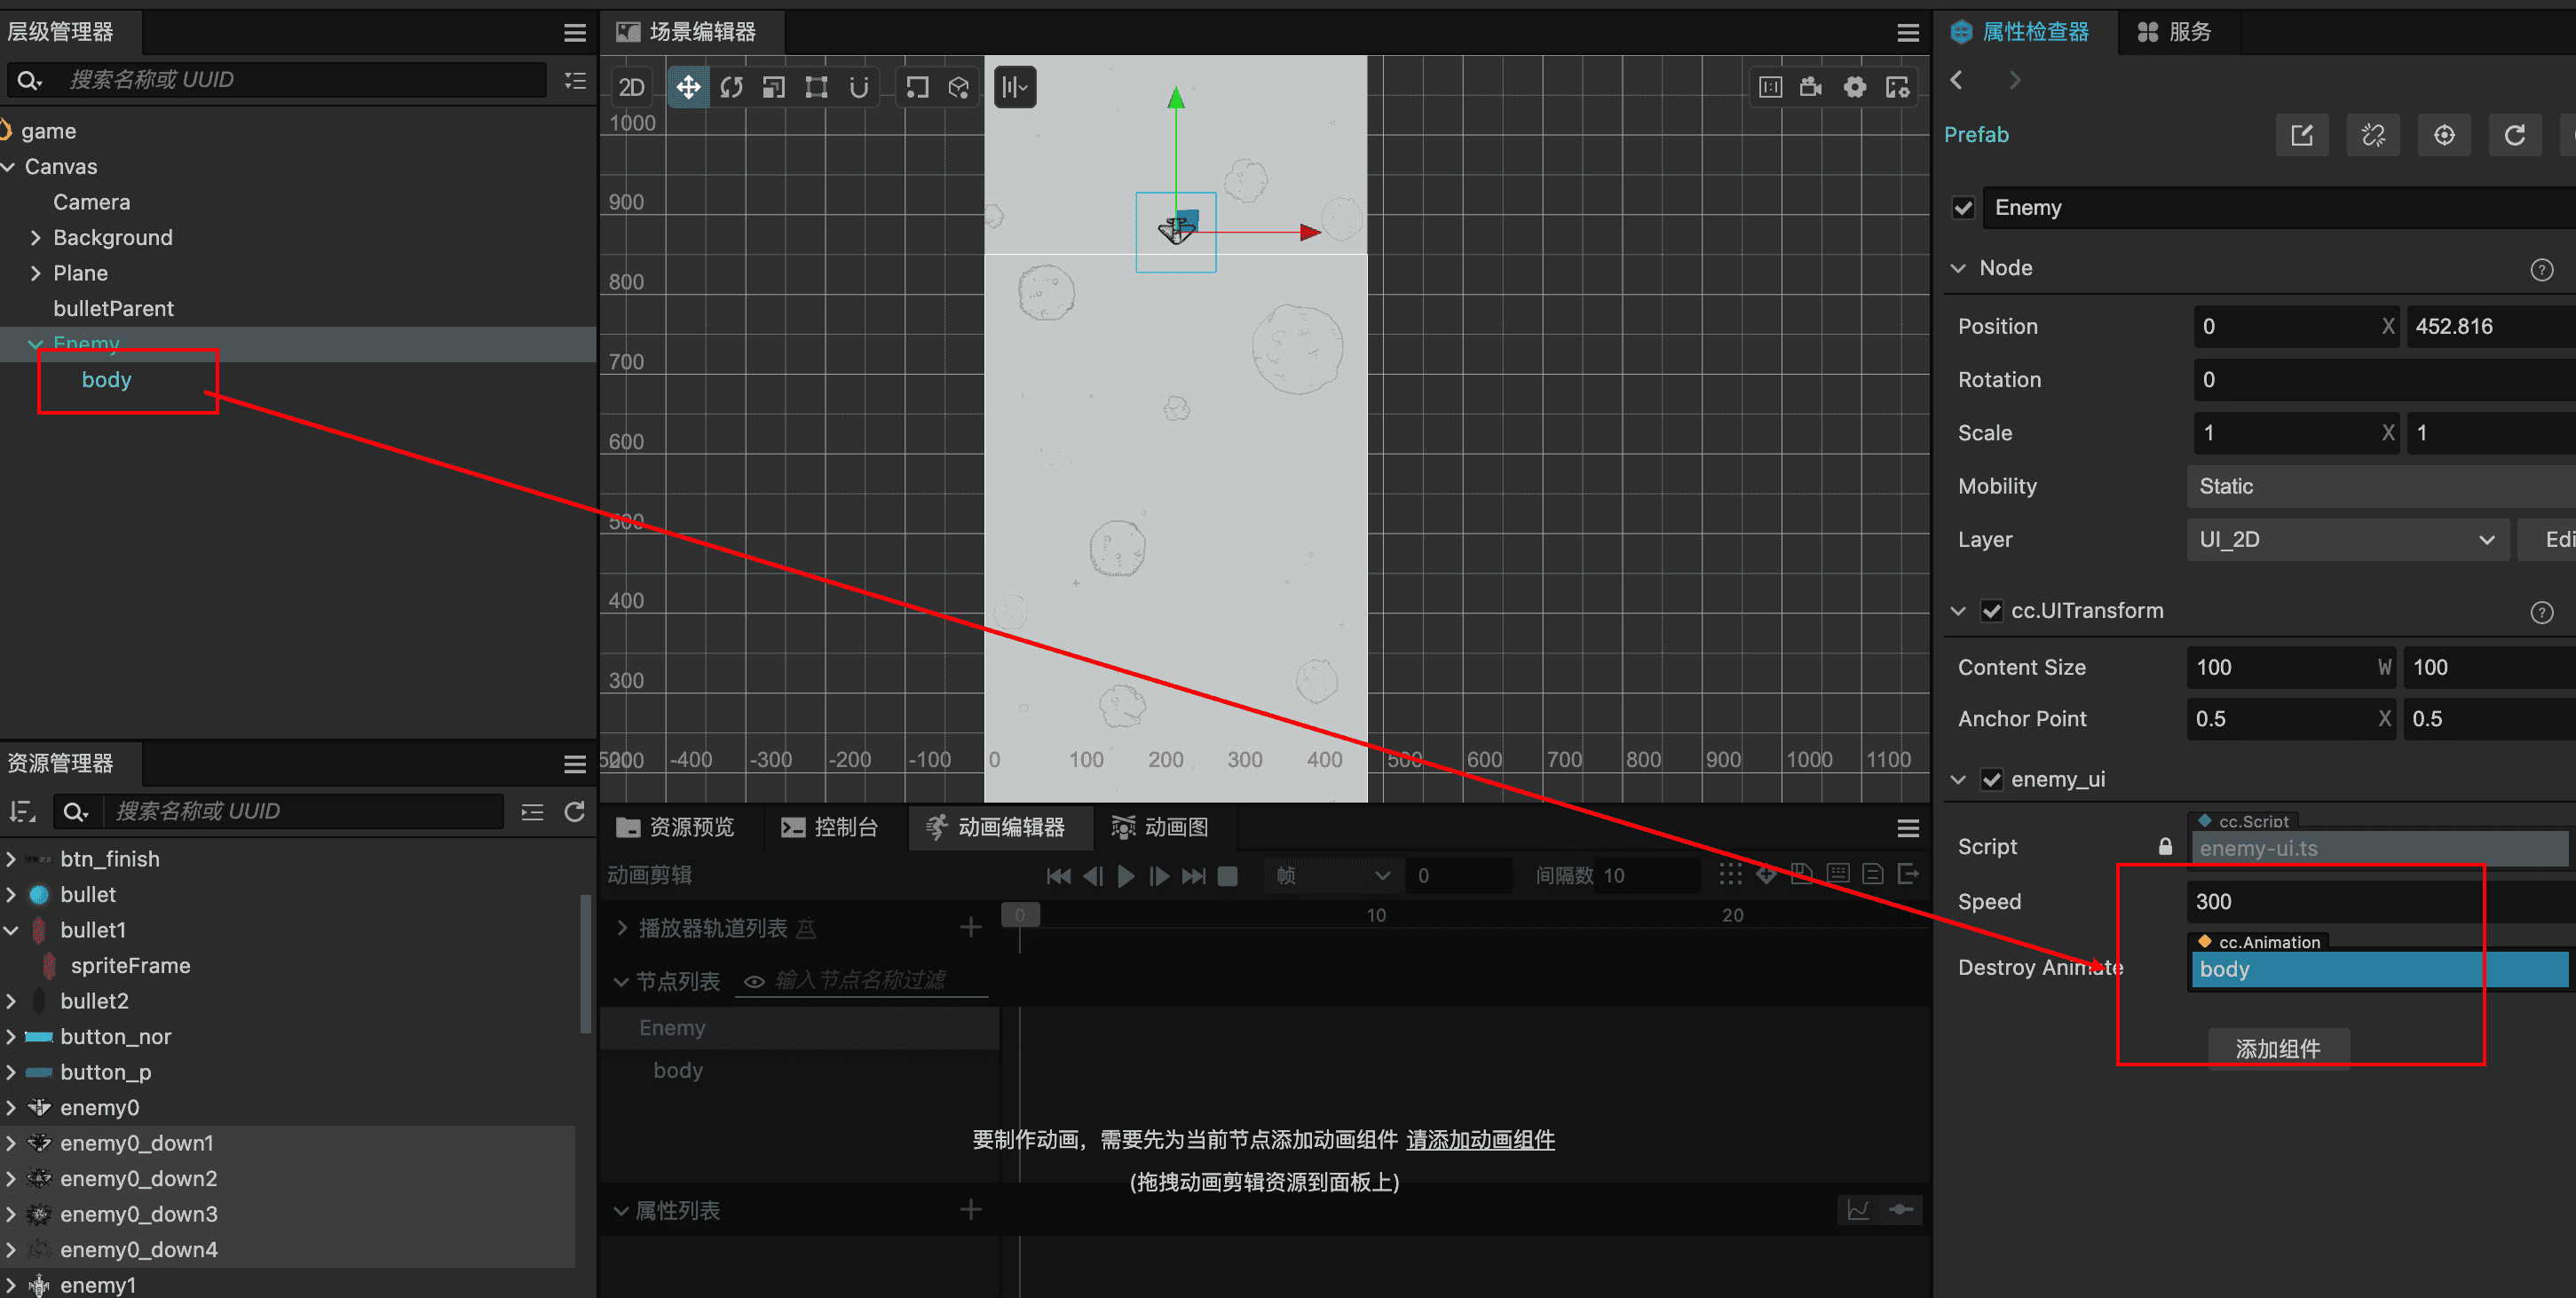 层级管理器
搜索名称或 UUID
game
Canvas
Camera
Background
Plane
bulletParent
Enemy
body
场景编辑器
2D
1000
900
800
700
600
500
400
300
200
-400
-300
-200
-100
0
100
200
300
400
500
600
700
800
900
1000
1100
属性检查器
服务
Prefab
Enemy
Node
Position
0
X
452.816
Rotation
0
Scale
1
X
1
Mobility
Static
Layer
UI_2D
Edi
cc.UITransform
Content Size
100
W
100
Anchor Point
0.5
X
0.5
enemy_ui
Script
cc.Script
enemy-ui.ts
Speed
300
Destroy Animate
cc.Animation
body
添加组件
资源管理器
搜索名称或 UUID
btn_finish
bullet
bullet1
spriteFrame
bullet2
button_nor
button_p
enemy0
enemy0_down1
enemy0_down2
enemy0_down3
enemy0_down4
enemy1
资源预览
控制台
动画编辑器
动画图
动画剪辑
帧
0
间隔数 10
播放器轨道列表
0
10
20
节点列表
输入节点名称过滤
Enemy
body
要制作动画，需要先为当前节点添加动画组件 请添加动画组件
(拖拽动画剪辑资源到面板上)
属性列表